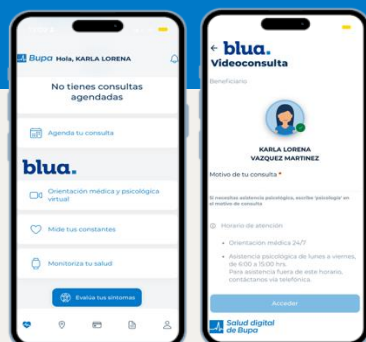 Bupa Hola, KARLA LORENA
No tienes consultas
agendadas
Agenda tu consulta
blua.
Orientación médica y psicológica
virtual
Mide tus constantes
Monitoriza tu salud
Evalúa tus síntomas
blua.
Videoconsulta
Beneficiario
KARLA LORENA
VAZQUEZ MARTINEZ
Motivo de tu consulta *
Si necesitas asistencia psicológica, escribe 'psicología' en
el motivo de consulta
Horario de atención
• Orientación médica 24/7
• Asistencia psicológica de lunes a viernes,
de 6:00 a 15:00 hrs.
Para asistencia fuera de este horario,
contáctanos vía telefónica.
Acceder
Salud digital
de Bupa